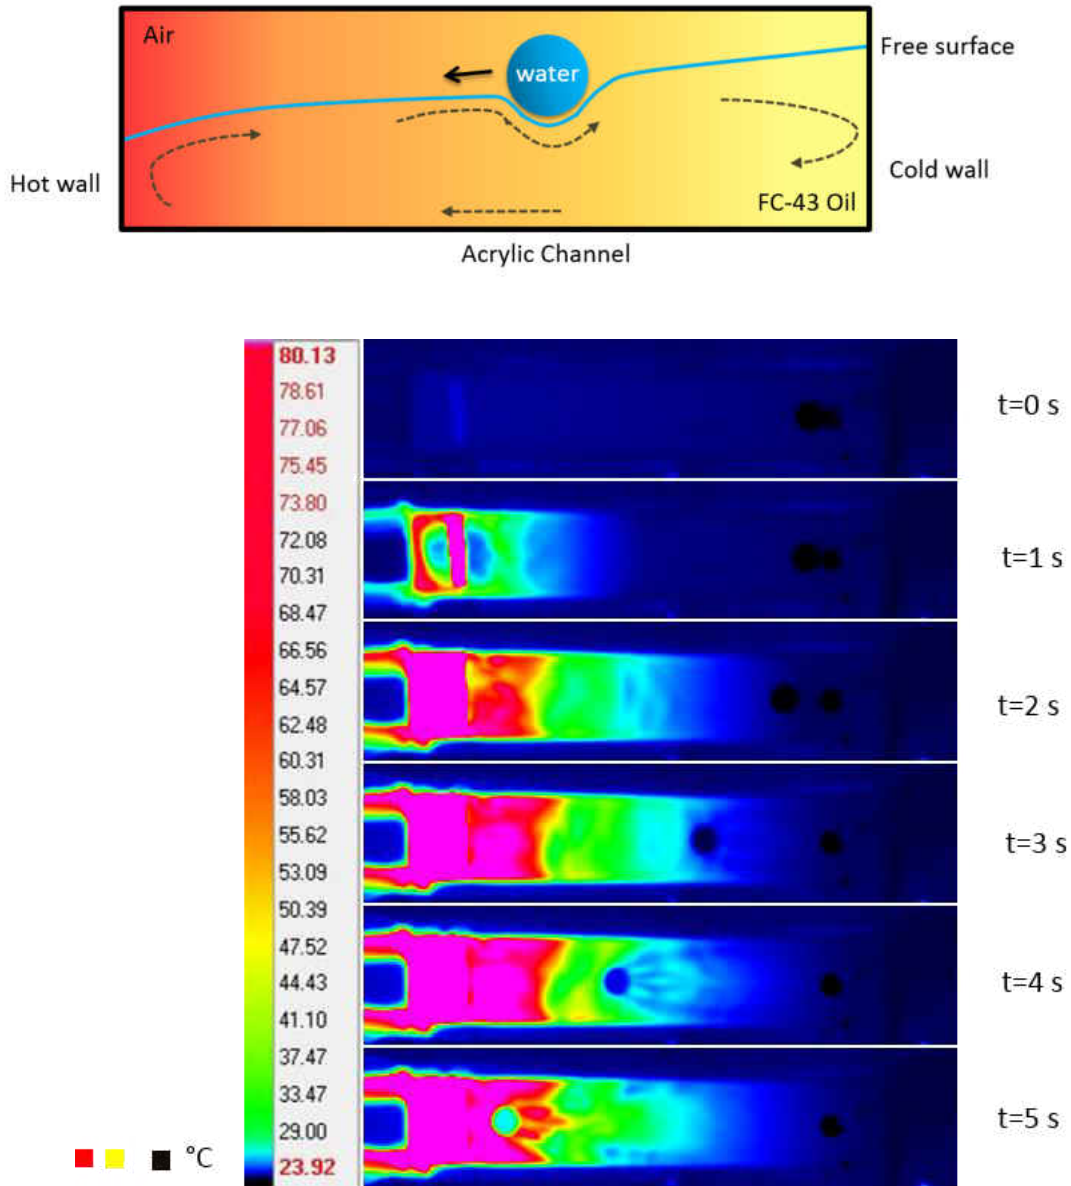 Air
water
Free surface
Hot wall
Cold wall
FC-43 Oil
Acrylic Channel
80.13
78.61
77.06
75.45
73.80
72.08
70.31
68.47
66.56
64.57
62.48
60.31
58.03
55.62
53.09
50.39
47.52
44.43
41.10
37.47
33.47
29.00
23.92
°C
t=0 s
t=1 s
t=2 s
t=3 s
t=4 s
t=5 s